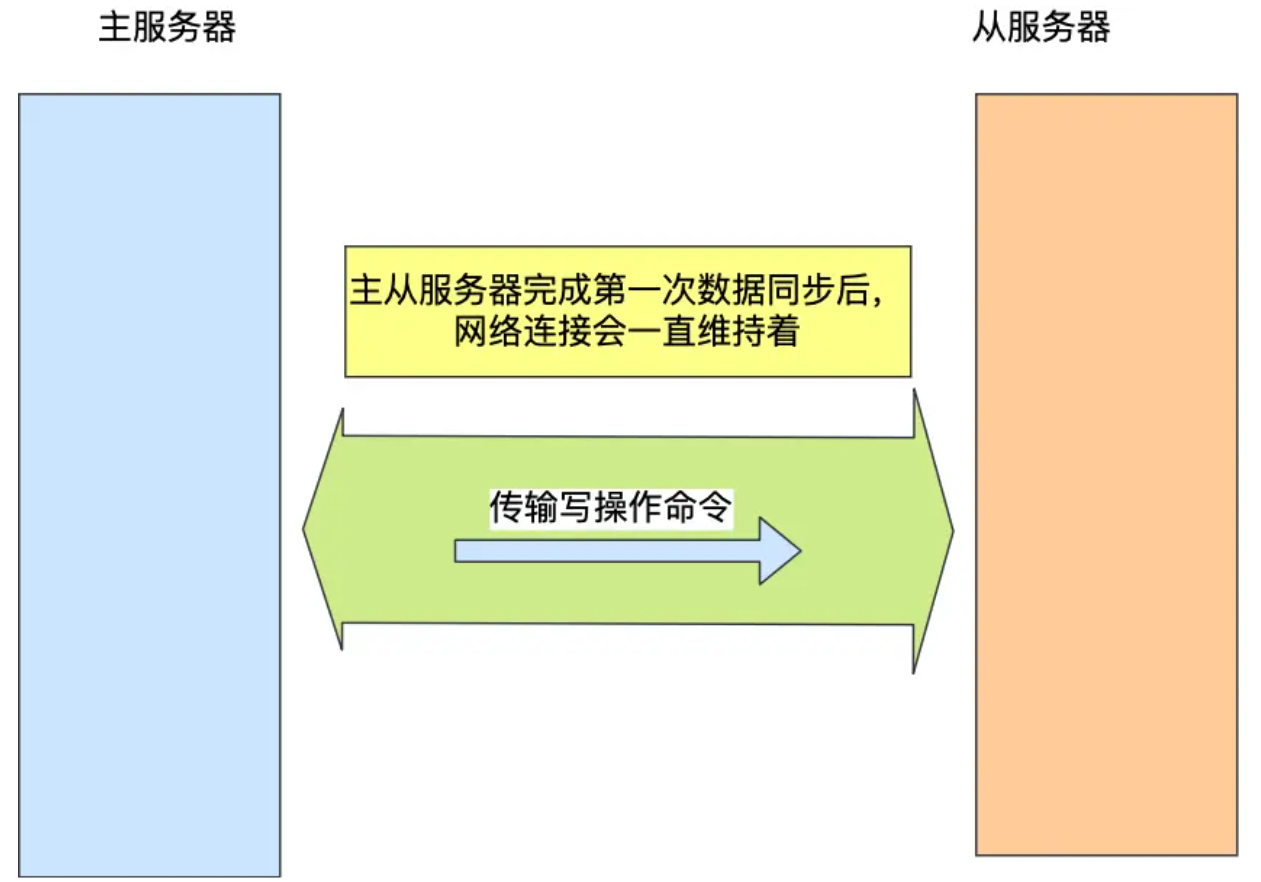 主服务器
从服务器
主从服务器完成第一次数据同步后，
网络连接会一直维持着
传输写操作命令